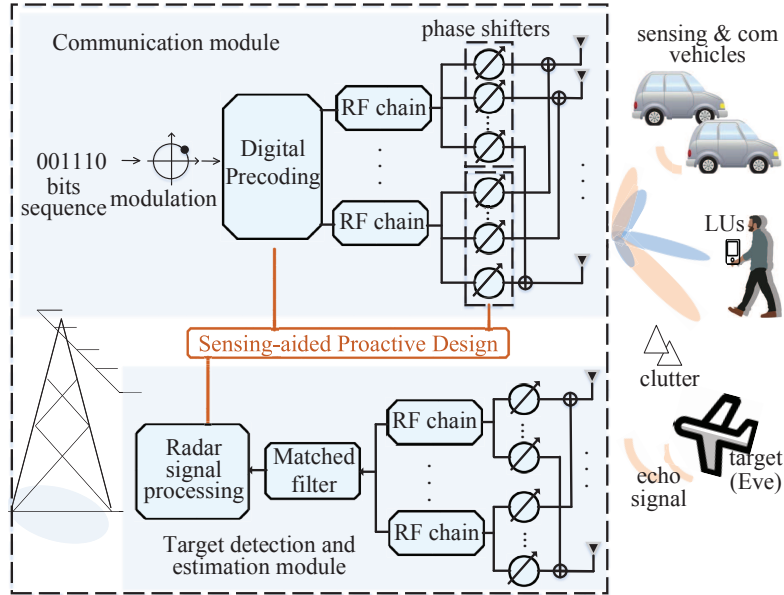 Communication module
phase shifters
sensing & com
vehicles
RF chain
001110
bits
sequence
modulation
Digital
Precoding
RF chain
LUs
Sensing-aided Proactive Design
clutter
RF chain
Radar
signal
processing
Matched
filter
echo
signal
target
(Eve)
RF chain
Target detection and
estimation module